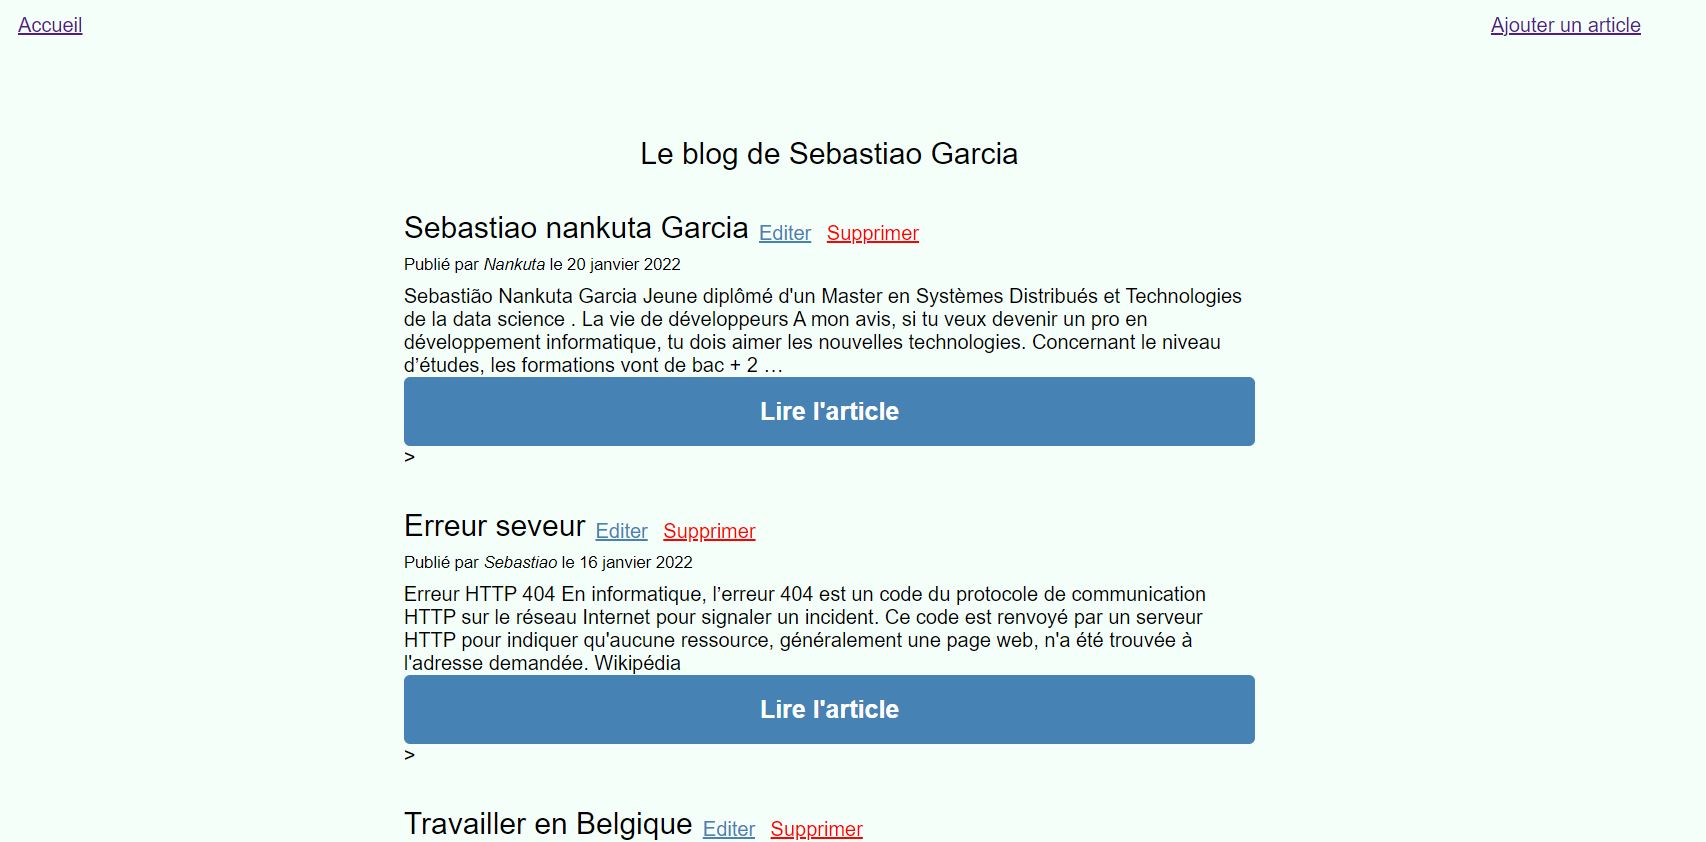 Accueil
Ajouter un article
Le blog de Sebastiao Garcia
Sebastiao nankuta Garcia Editer Supprimer
Publié par Nankuta le 20 janvier 2022
Sebastião Nankuta Garcia Jeune diplômé d'un Master en Systèmes Distribués et Technologies
de la data science . La vie de développeurs A mon avis, si tu veux devenir un pro en
développement informatique, tu dois aimer les nouvelles technologies. Concernant le niveau
d’études, les formations vont de bac + 2 …
Lire l'article
>
Erreur seveur Editer Supprimer
Publié par Sebastiao le 16 janvier 2022
Erreur HTTP 404 En informatique, l’erreur 404 est un code du protocole de communication
HTTP sur le réseau Internet pour signaler un incident. Ce code est renvoyé par un serveur
HTTP pour indiquer qu'aucune ressource, généralement une page web, n'a été trouvée à
l'adresse demandée. Wikipédia
Lire l'article
>
Travailler en Belgique Editer Supprimer